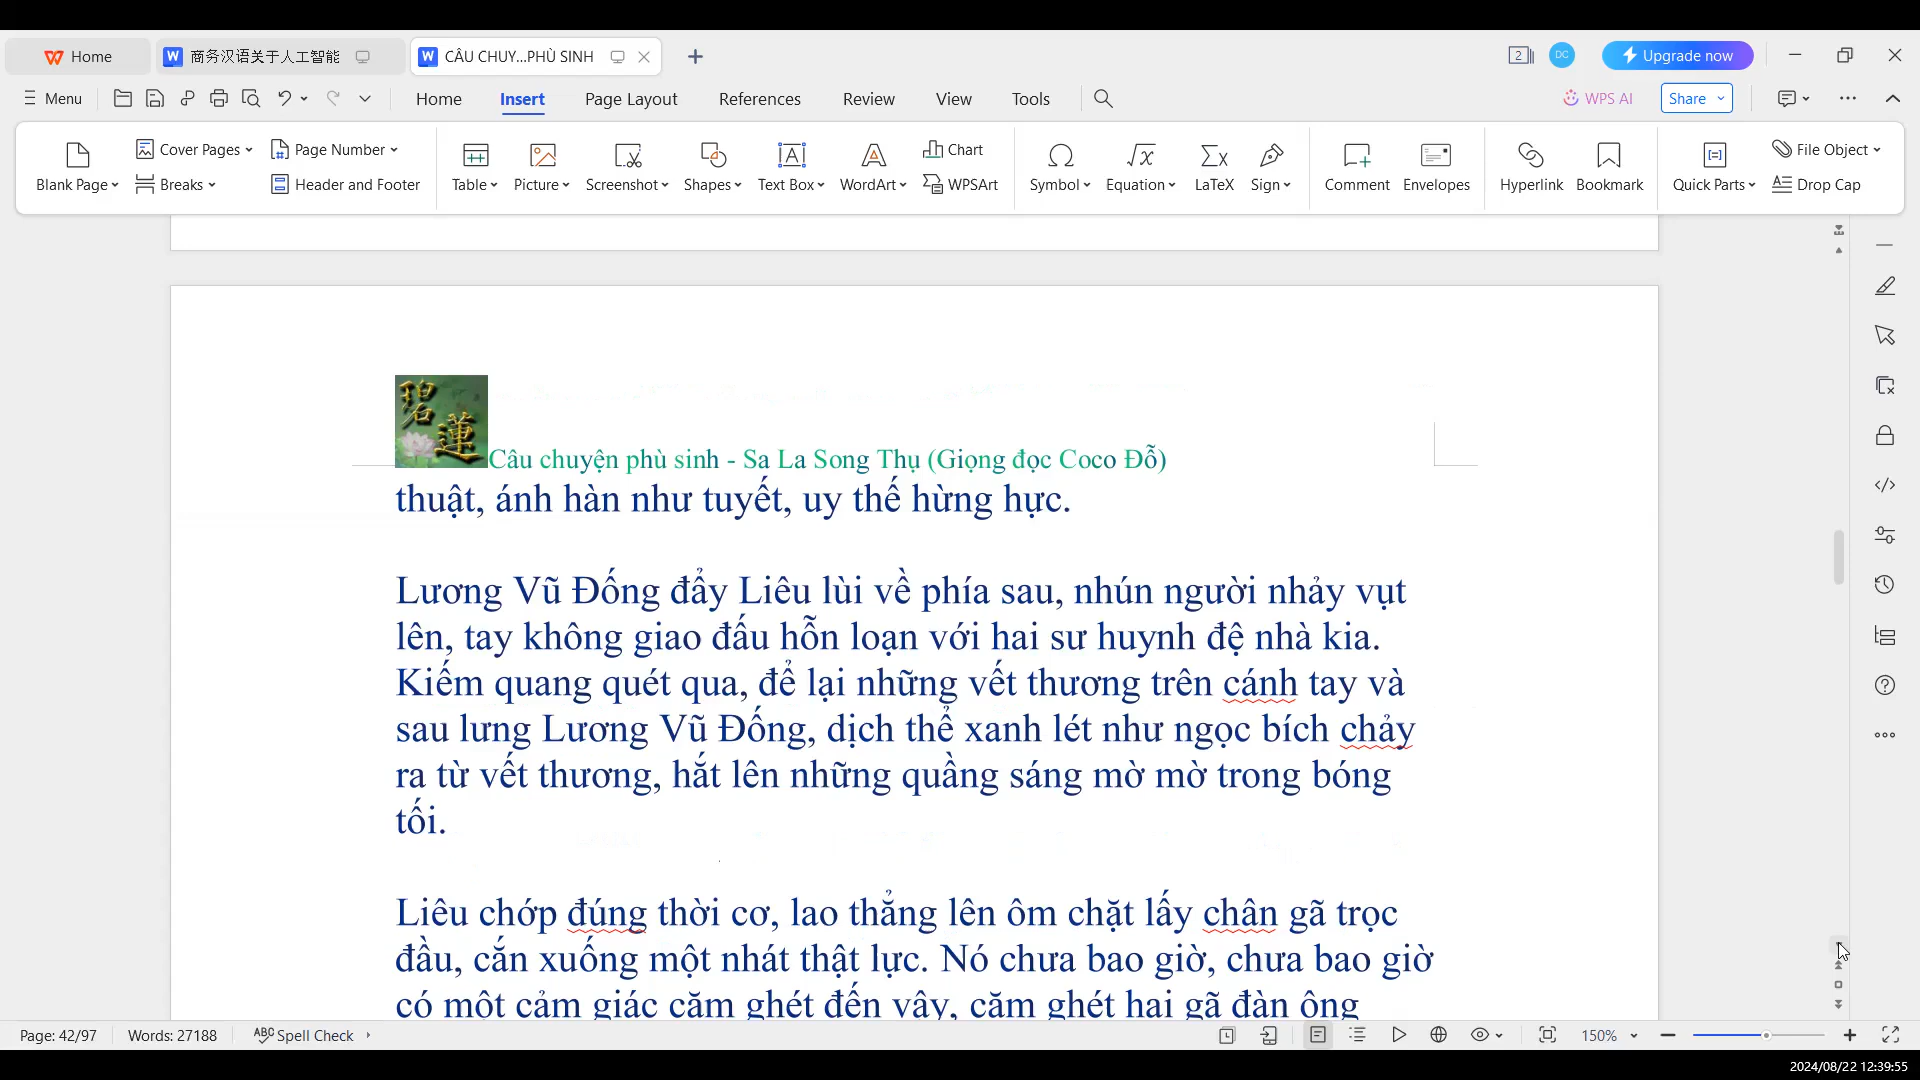 Home
商务汉语关于人工智能
CÂU CHUY...PHÙ SINH
2
DC
Upgrade now
Menu
Home
Insert
Page Layout
References
Review
View
Tools
WPS AI
Share
Blank Page
Cover Pages
Breaks
Page Number
Header and Footer
Table
Picture
Screenshot
Shapes
Text Box
WordArt
Chart
WPSArt
Symbol
Equation
LaTeX
Sign
Comment
Envelopes
Hyperlink
Bookmark
Quick Parts
File Object
Drop Cap
碧蓮
Câu chuyện phù sinh - Sa La Song Thụ (Giọng đọc Coco Đỗ)
thuật, ánh hàn như tuyết, uy thế hừng hực.
Lương Vũ Đống đẩy Liêu lùi về phía sau, nhún người nhảy vụt
lên, tay không giao đấu hỗn loạn với hai sư huynh đệ nhà kia.
Kiếm quang quét qua, để lại những vết thương trên cánh tay và
sau lưng Lương Vũ Đống, dịch thể xanh lét như ngọc bích chảy
ra từ vết thương, hắt lên những quầng sáng mờ mờ trong bóng
tối.
Liêu chớp đúng thời cơ, lao thẳng lên ôm chặt lấy chân gã trọc
đầu, cắn xuống một nhát thật lực. Nó chưa bao giờ, chưa bao giờ
có một cảm giác căm ghét đến vậy, căm ghét hai gã đàn ông
Page: 42/97
Words: 27188
Spell Check
150%
2024/08/22 12:39:55